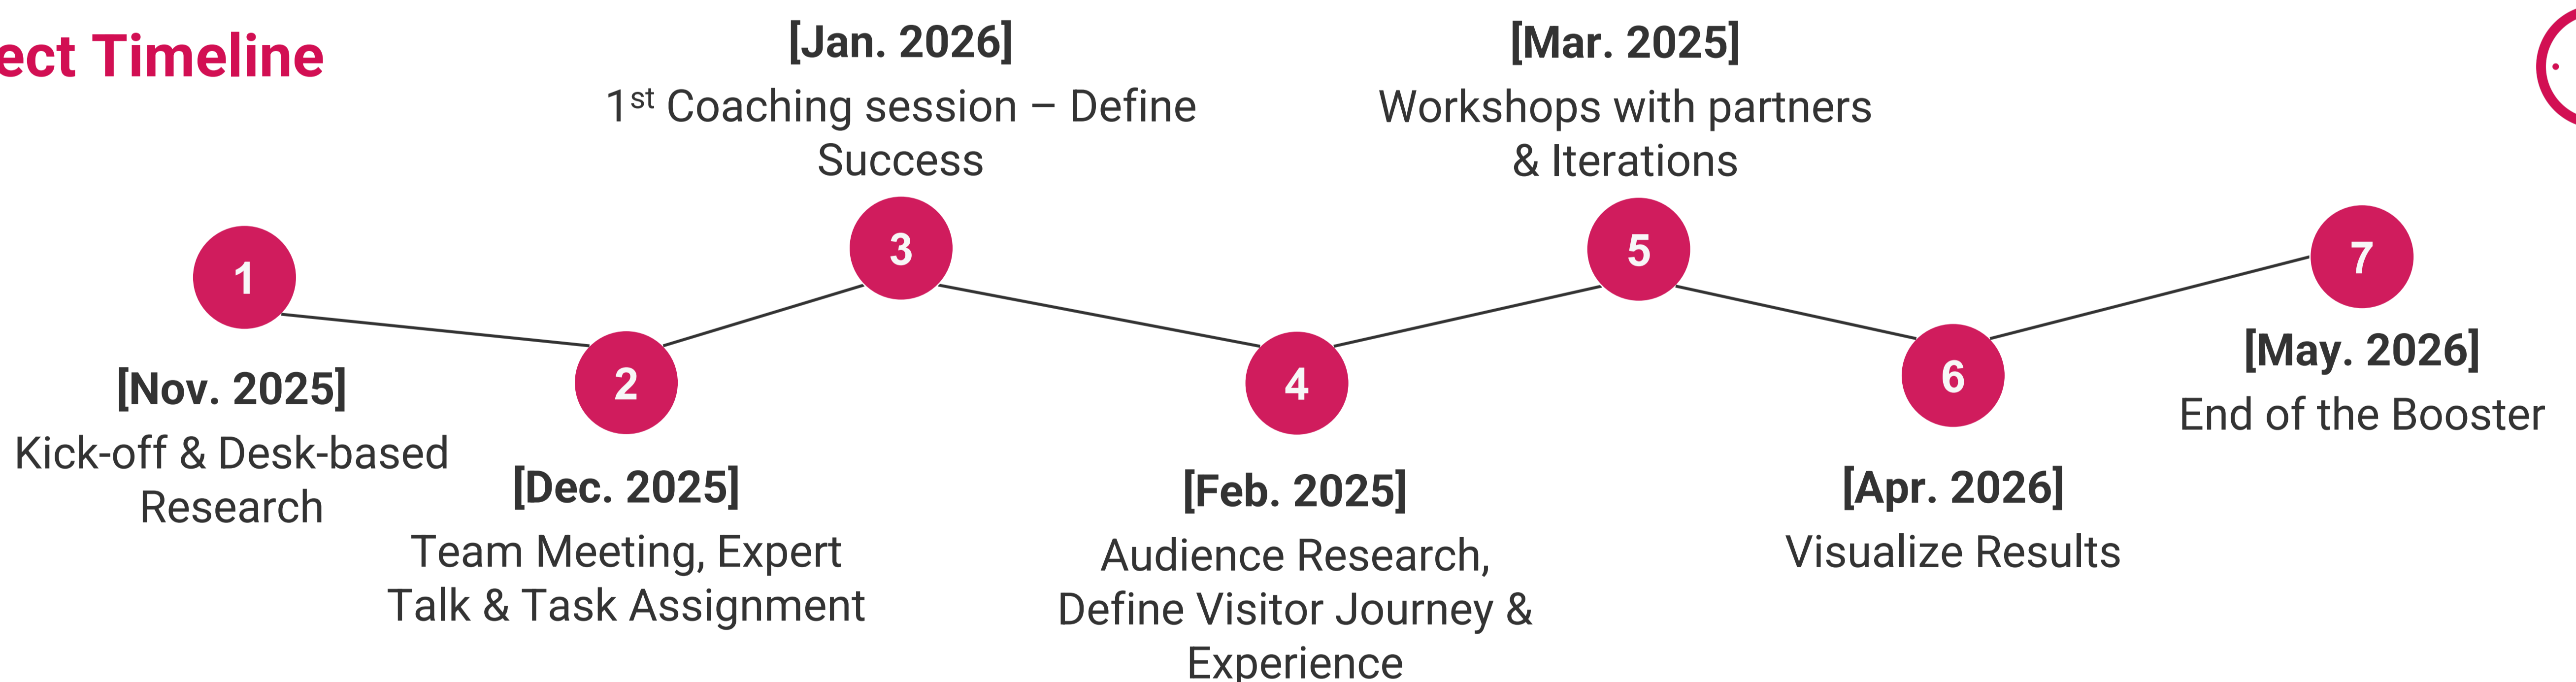 ect Timeline
1
[Nov. 2025]
Kick-off & Desk-based
Research
2
[Dec. 2025]
Team Meeting, Expert
Talk & Task Assignment
[Jan. 2026]
1st Coaching session – Define
Success
3
4
[Feb. 2025]
Audience Research,
Define Visitor Journey &
Experience
[Mar. 2025]
Workshops with partners
& Iterations
5
6
[Apr. 2026]
Visualize Results
7
[May. 2026]
End of the Booster